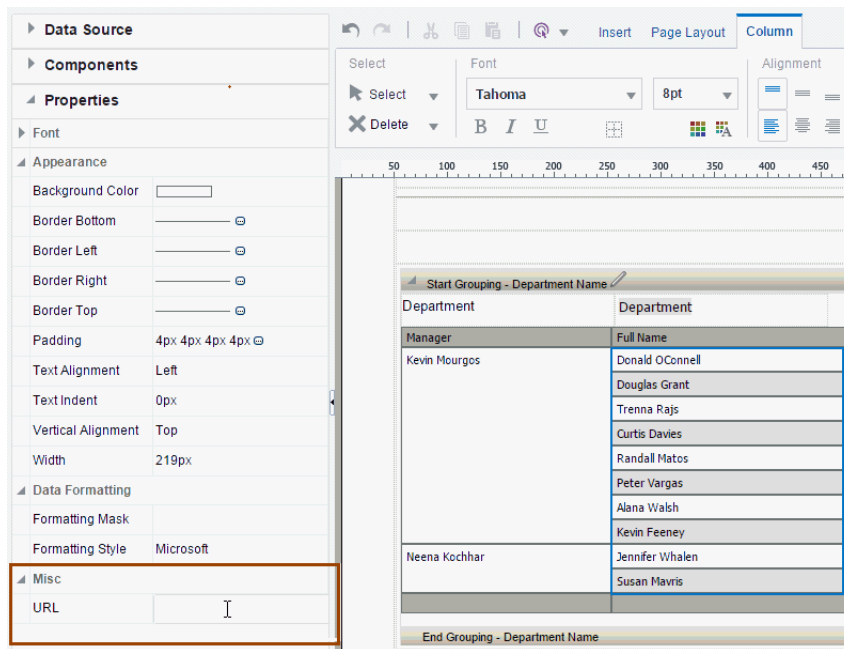 Data Source
Components
Properties
Font
Appearance
Background Color
Border Bottom
Border Left
Border Right
Border Top
Padding 4px 4px 4px 4px
Text Alignment Left
Text Indent 0px
Vertical Alignment Top
Width 219px
Data Formatting
Formatting Mask
Formatting Style Microsoft
Misc
URL
Insert Page Layout Column
Select Font Alignment
Select Tahoma 8pt
Delete B I U
50 100 150 200 250 300 350 400 450
Start Grouping - Department Name
Department Department
Manager Full Name
Kevin Mourgos Donald OConnell
Douglas Grant
Trenna Rajs
Curtis Davies
Randall Matos
Peter Vargas
Alana Walsh
Kevin Feeney
Neena Kochhar Jennifer Whalen
Susan Mavris
End Grouping - Department Name